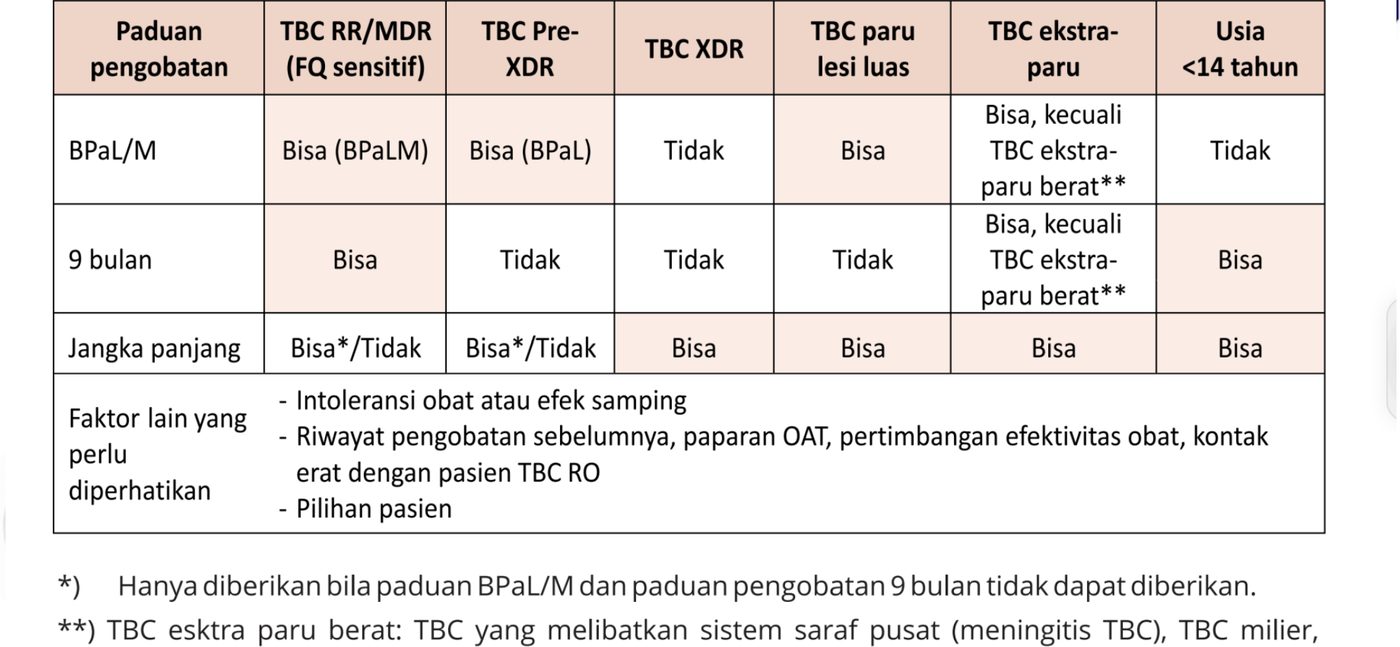 Paduan pengobatan | TBC RR/MDR (FQ sensitif) | TBC Pre-XDR | TBC XDR | TBC paru lesi luas | TBC ekstra-paru | Usia <14 tahun
BPaL/M | Bisa (BPaLM) | Bisa (BPaL) | Tidak | Bisa | Bisa, kecuali TBC ekstra-paru berat** | Tidak
9 bulan | Bisa | Tidak | Tidak | Tidak | Bisa, kecuali TBC ekstra-paru berat** | Bisa
Jangka panjang | Bisa*/Tidak | Bisa*/Tidak | Bisa | Bisa | Bisa | Bisa
Faktor lain yang perlu diperhatikan
- Intoleransi obat atau efek samping
- Riwayat pengobatan sebelumnya, paparan OAT, pertimbangan efektivitas obat, kontak
erat dengan pasien TBC RO
- Pilihan pasien
*) Hanya diberikan bila paduan BPaL/M dan paduan pengobatan 9 bulan tidak dapat diberikan.
**) TBC esktra paru berat: TBC yang melibatkan sistem saraf pusat (meningitis TBC), TBC milier,